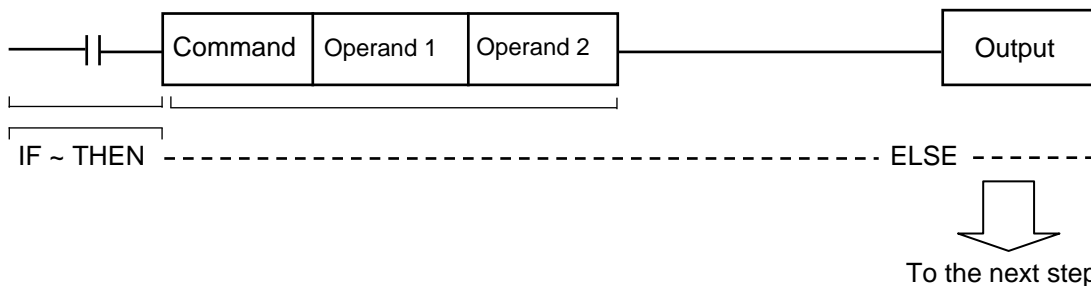 Command Operand 1 Operand 2 Output
IF ~ THEN ELSE
To the next step